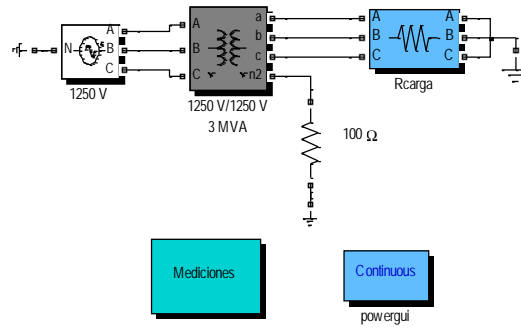 A
N B
C
1250 V
A
B
C
a
b
c
n2
1250 V/1250 V
3 MVA
A
B
C
A
B
C
Rcarga
100 Ω
Mediciones
Continuous
powergui